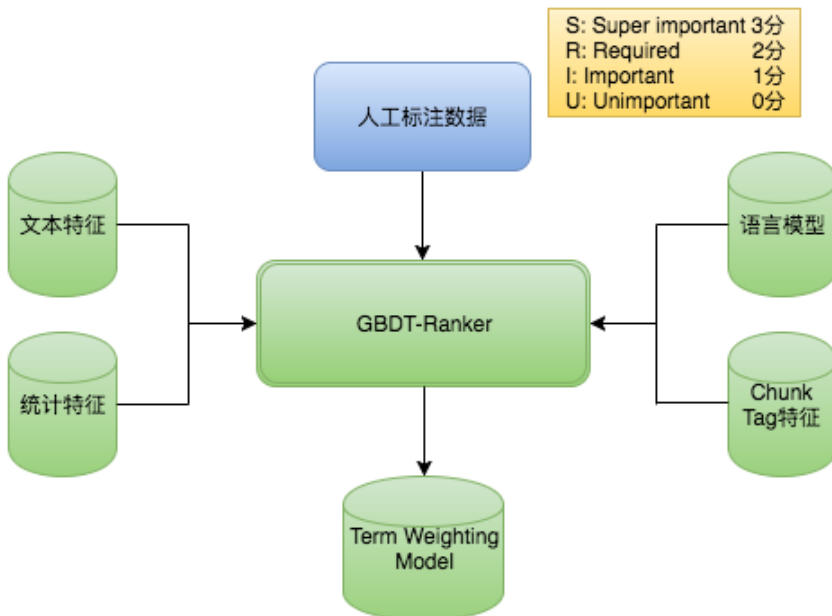 S: Super important 3分
R: Required 2分
I: Important 1分
U: Unimportant 0分
人工标注数据
文本特征
语言模型
GBDT-Ranker
统计特征
Chunk
Tag特征
Term Weighting
Model